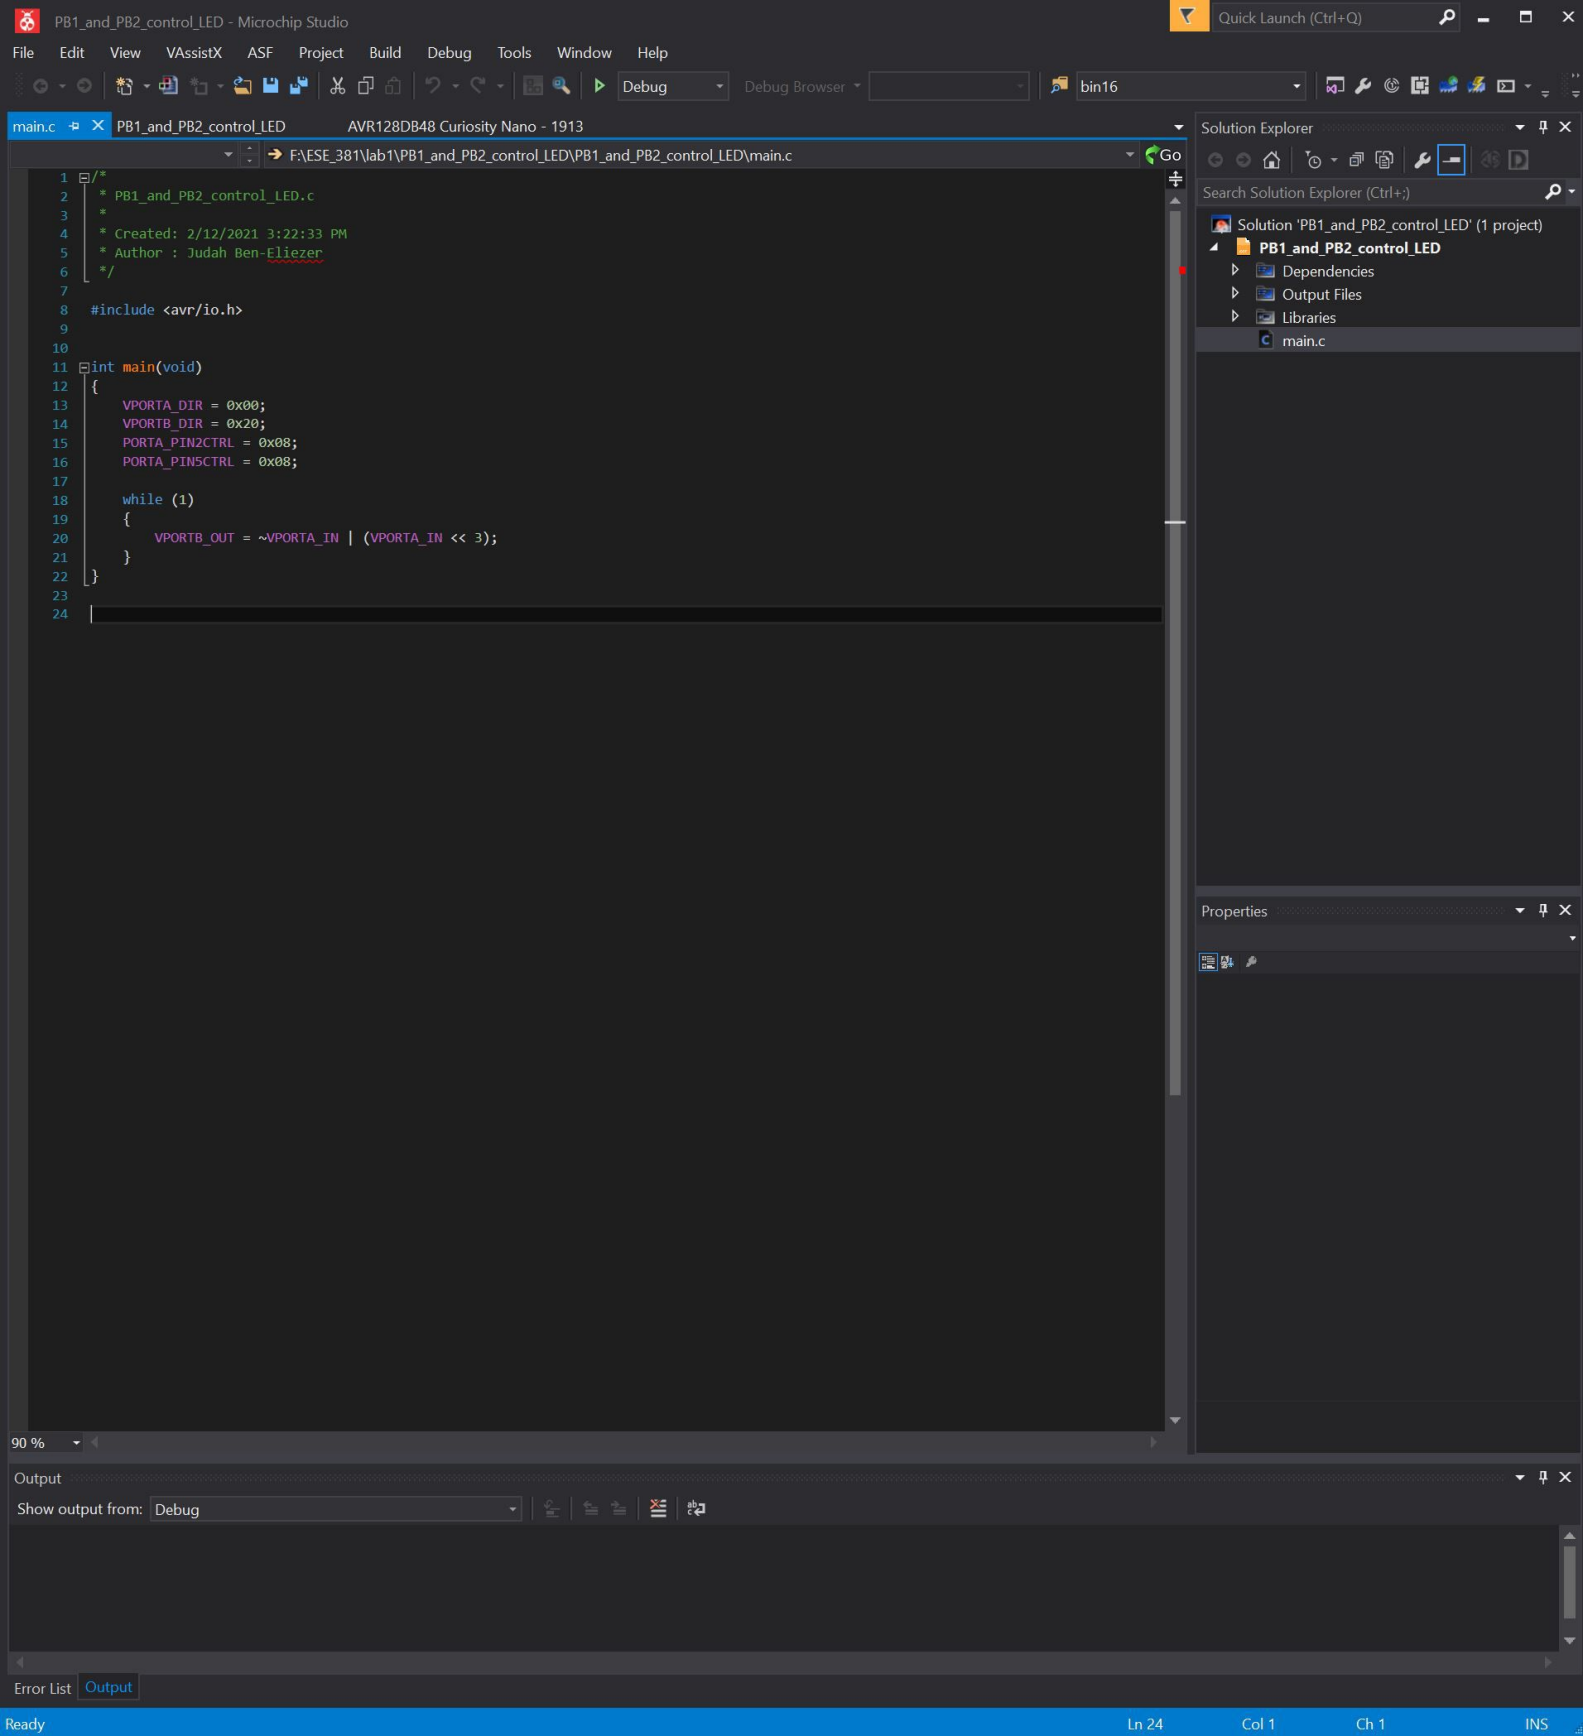 PB1_and_PB2_control_LED - Microchip Studio
Quick Launch (Ctrl+Q)
File Edit View VAssistX ASF Project Build Debug Tools Window Help
Debug Debug Browser bin16
main.c PB1_and_PB2_control_LED AVR128DB48 Curiosity Nano - 1913
F:\ESE_381\lab1\PB1_and_PB2_control_LED\PB1_and_PB2_control_LED\main.c Go
1 /*
2 * PB1_and_PB2_control_LED.c
3 *
4 * Created: 2/12/2021 3:22:33 PM
5 * Author : Judah Ben-Eliezer
6 */
7
8 #include <avr/io.h>
9
10
11 int main(void)
12 {
13 VPORTA_DIR = 0x00;
14 VPORTB_DIR = 0x20;
15 PORTA_PIN2CTRL = 0x08;
16 PORTA_PIN5CTRL = 0x08;
17
18 while (1)
19 {
20 VPORTB_OUT = ~VPORTA_IN | (VPORTA_IN << 3);
21 }
22 }
23
24
90 %
Solution Explorer
Search Solution Explorer (Ctrl+;)
Solution 'PB1_and_PB2_control_LED' (1 project)
PB1_and_PB2_control_LED
Dependencies
Output Files
Libraries
main.c
Properties
Output
Show output from: Debug
Error List Output
Ready Ln 24 Col 1 Ch 1 INS